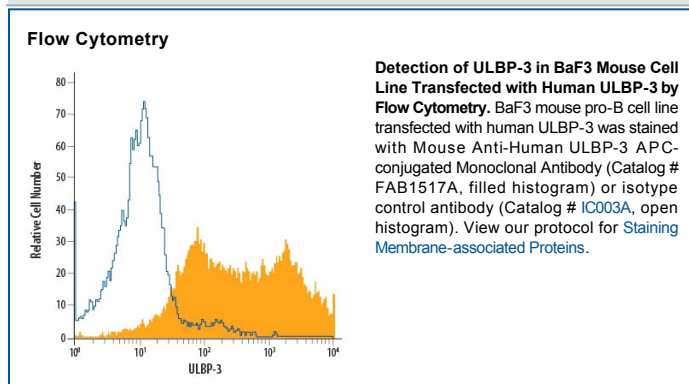 Flow Cytometry
80
70
60
50
40
30
20
10
0
Relative Cell Number
10⁰ 10¹ 10² 10³ 10⁴
ULBP-3
Detection of ULBP-3 in BaF3 Mouse Cell
Line Transfected with Human ULBP-3 by
Flow Cytometry. BaF3 mouse pro-B cell line
transfected with human ULBP-3 was stained
with Mouse Anti-Human ULBP-3 APC-
conjugated Monoclonal Antibody (Catalog #
FAB1517A, filled histogram) or isotype
control antibody (Catalog # IC003A, open
histogram). View our protocol for Staining
Membrane-associated Proteins.